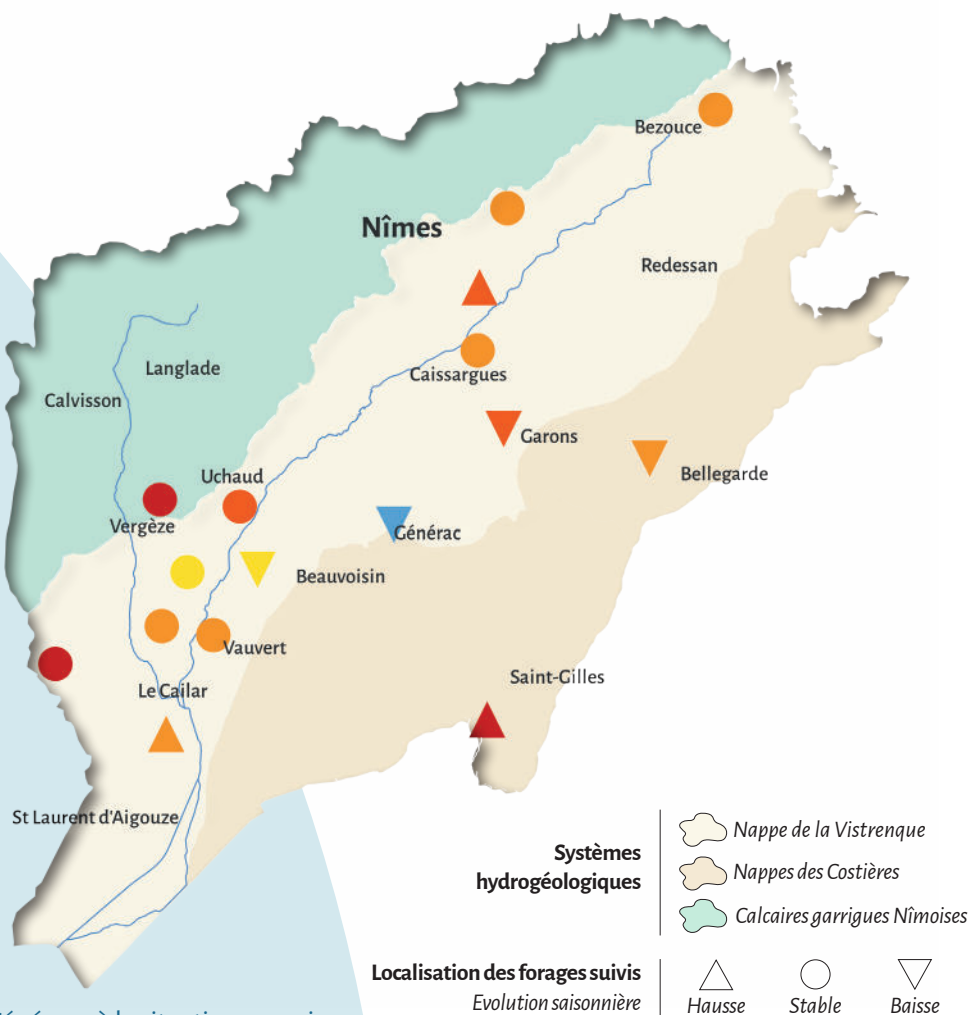 Bezouce
Nîmes
Redessan
Langlade
Caissargues
Calvisson
Garons
Uchaud
Bellegarde
Vergèze
Générac
Beauvoisin
Vauvert
Saint-Gilles
Le Cailar
St Laurent d'Aigouze
Systèmes
hydrogéologiques
Nappe de la Vistrenque
Nappes des Costières
Calcaires garrigues Nîmoises
Localisation des forages suivis
Evolution saisonnière
Hausse
Stable
Baisse